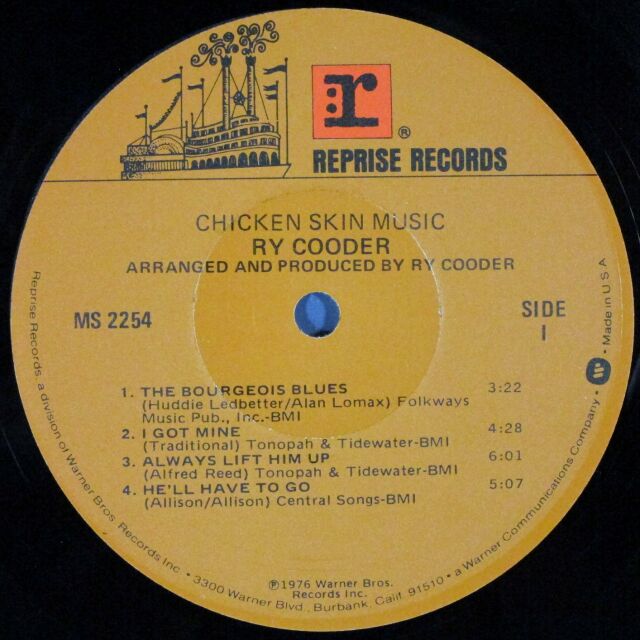 r
®
REPRISE RECORDS
CHICKEN SKIN MUSIC
RY COODER
ARRANGED AND PRODUCED BY RY COODER
MS 2254
SIDE
I
1. THE BOURGEOIS BLUES 3:22
(Huddie Ledbetter/Alan Lomax) Folkways
Music Pub., Inc.-BMI
2. I GOT MINE 4:28
(Traditional) Tonopah & Tidewater-BMI
3. ALWAYS LIFT HIM UP 6:01
(Alfred Reed) Tonopah & Tidewater-BMI
4. HE'LL HAVE TO GO 5:07
(Allison/Allison) Central Songs-BMI
℗1976 Warner Bros.
Records Inc.
Reprise Records, a division of Warner Bros. Records Inc. • 3300 Warner Blvd., Burbank, Calif. 91510 • a Warner Communications Company • Made in U.S.A.